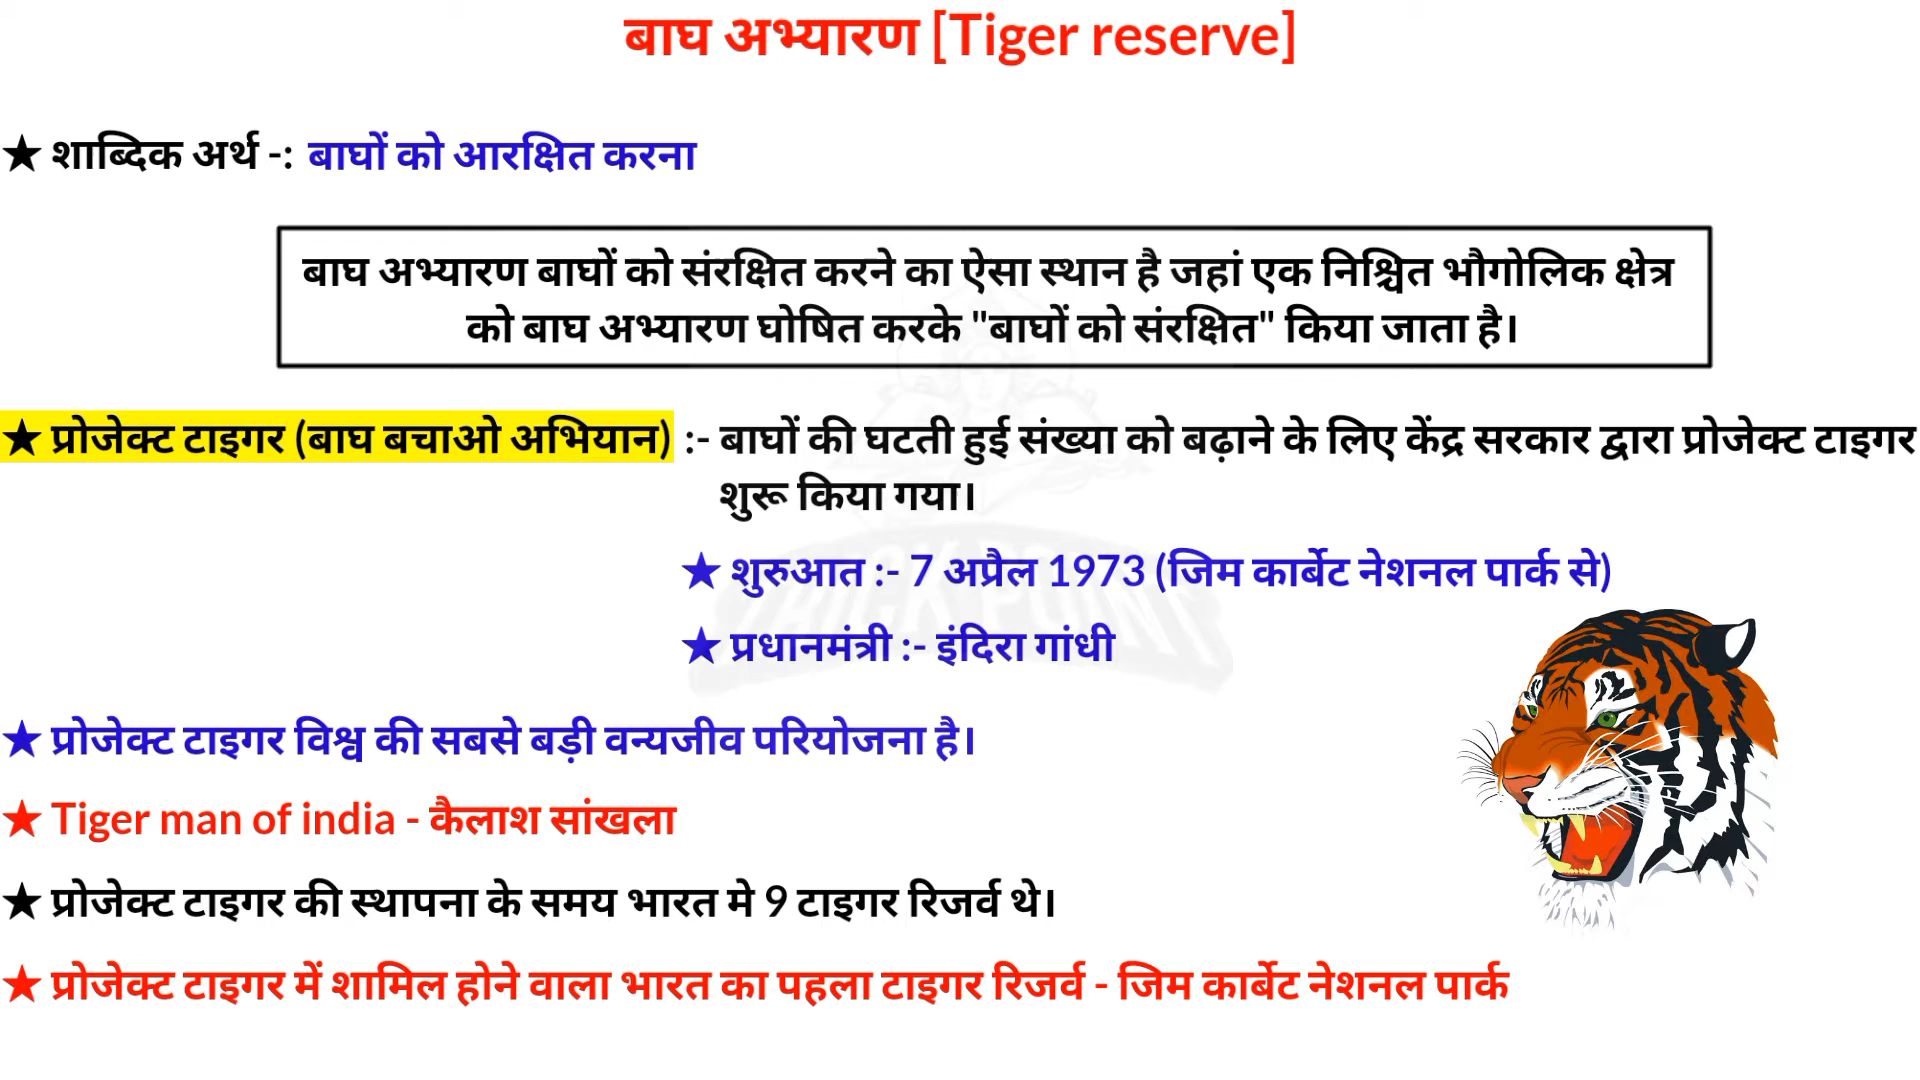 बाघ अभ्यारण [Tiger reserve]
★ शाब्दिक अर्थ -: बाघों को आरक्षित करना
बाघ अभ्यारण बाघों को संरक्षित करने का ऐसा स्थान है जहां एक निश्चित भौगोलिक क्षेत्र
को बाघ अभ्यारण घोषित करके "बाघों को संरक्षित" किया जाता है।
★ प्रोजेक्ट टाइगर (बाघ बचाओ अभियान) :- बाघों की घटती हुई संख्या को बढ़ाने के लिए केंद्र सरकार द्वारा प्रोजेक्ट टाइगर
शुरू किया गया।
★ शुरुआत :- 7 अप्रैल 1973 (जिम कार्बेट नेशनल पार्क से)
★ प्रधानमंत्री :- इंदिरा गांधी
★ प्रोजेक्ट टाइगर विश्व की सबसे बड़ी वन्यजीव परियोजना है।
★ Tiger man of india - कैलाश सांखला
★ प्रोजेक्ट टाइगर की स्थापना के समय भारत मे 9 टाइगर रिजर्व थे।
★ प्रोजेक्ट टाइगर में शामिल होने वाला भारत का पहला टाइगर रिजर्व - जिम कार्बेट नेशनल पार्क